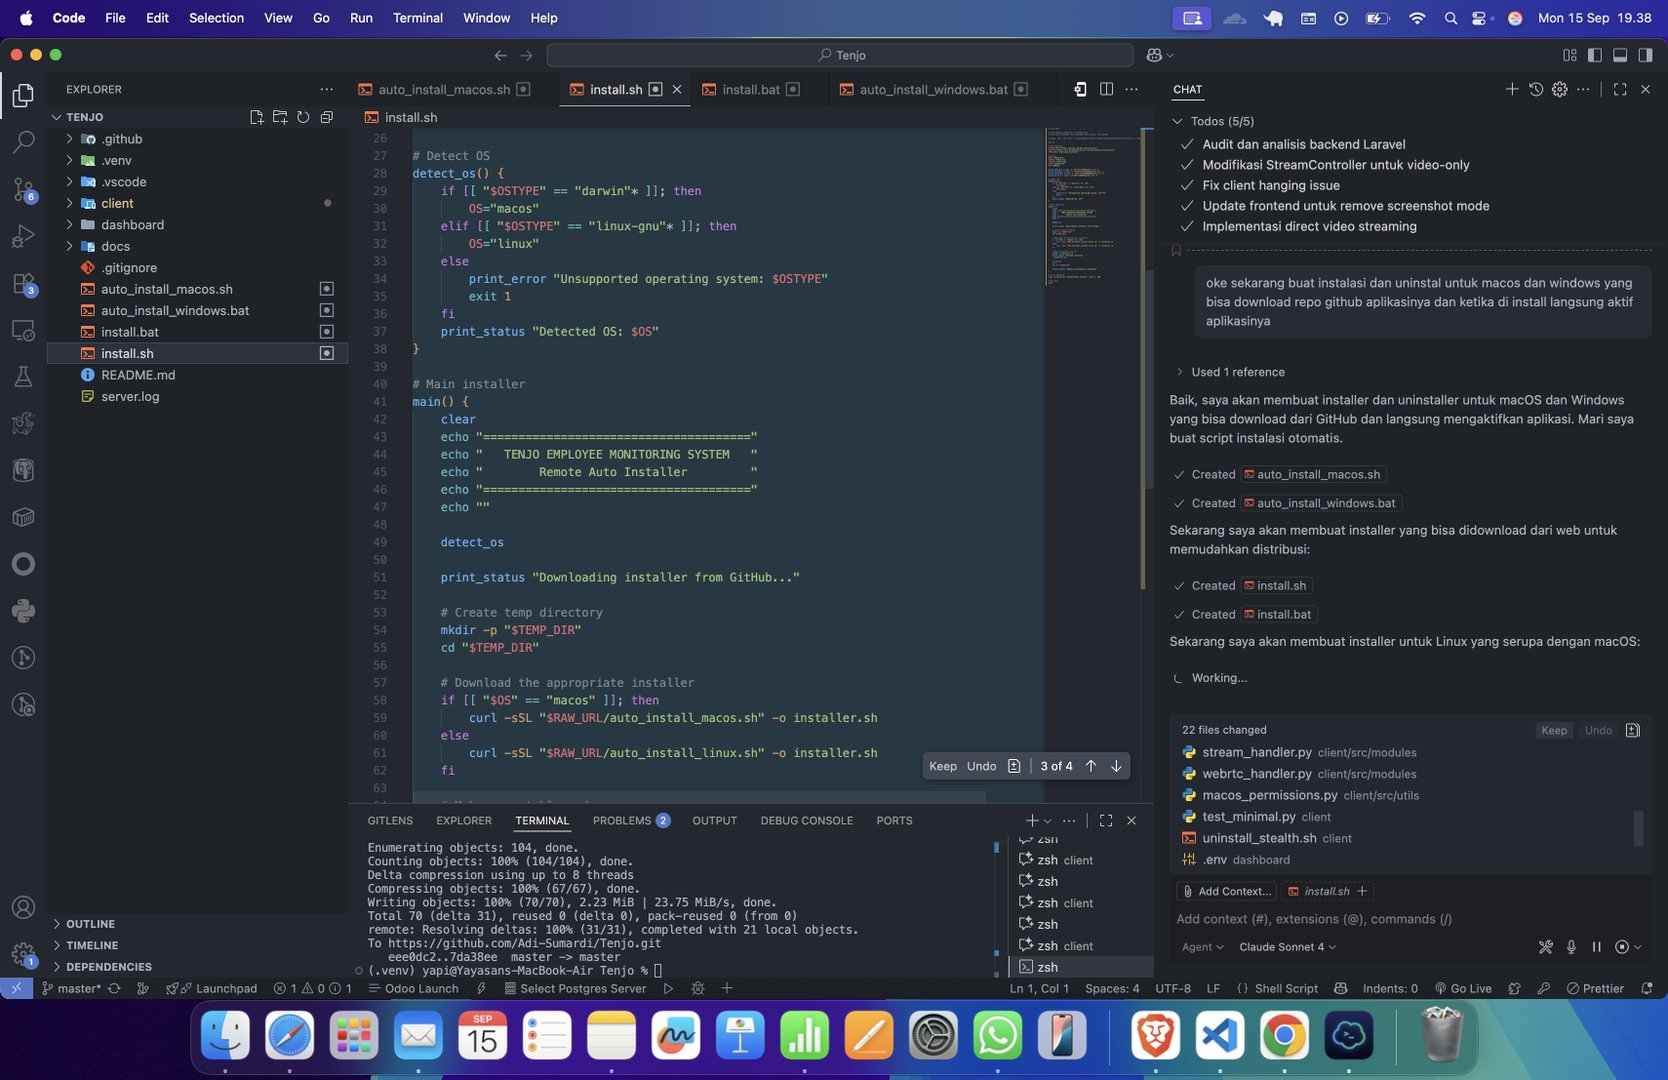 Code File Edit Selection View Go Run Terminal Window Help
Mon 15 Sep 19.38
Tenjo
EXPLORER
TENJO
.github
.venv
.vscode
client
dashboard
docs
.gitignore
auto_install_macos.sh
auto_install_windows.bat
install.bat
install.sh
README.md
server.log
OUTLINE
TIMELINE
DEPENDENCIES
6
3
1
auto_install_macos.sh
install.sh
install.bat
auto_install_windows.bat
install.sh
26
27 # Detect OS
28 detect_os() {
29 if [[ "$OSTYPE" == "darwin"* ]]; then
30 OS="macos"
31 elif [[ "$OSTYPE" == "linux-gnu"* ]]; then
32 OS="linux"
33 else
34 print_error "Unsupported operating system: $OSTYPE"
35 exit 1
36 fi
37 print_status "Detected OS: $OS"
38 }
39
40 # Main installer
41 main() {
42 clear
43 echo "======================================"
44 echo "   TENJO EMPLOYEE MONITORING SYSTEM   "
45 echo "        Remote Auto Installer         "
46 echo "======================================"
47 echo ""
48
49 detect_os
50
51 print_status "Downloading installer from GitHub..."
52
53 # Create temp directory
54 mkdir -p "$TEMP_DIR"
55 cd "$TEMP_DIR"
56
57 # Download the appropriate installer
58 if [[ "$OS" == "macos" ]]; then
59 curl -sSL "$RAW_URL/auto_install_macos.sh" -o installer.sh
60 else
61 curl -sSL "$RAW_URL/auto_install_linux.sh" -o installer.sh
62 fi
63
Keep Undo 3 of 4
GITLENS EXPLORER TERMINAL PROBLEMS 2 OUTPUT DEBUG CONSOLE PORTS
Enumerating objects: 104, done.
Counting objects: 100% (104/104), done.
Delta compression using up to 8 threads
Compressing objects: 100% (67/67), done.
Writing objects: 100% (70/70), 2.23 MiB | 23.75 MiB/s, done.
Total 70 (delta 31), reused 0 (delta 0), pack-reused 0 (from 0)
remote: Resolving deltas: 100% (31/31), completed with 21 local objects.
To https://github.com/Adi-Sumardi/Tenjo.git
eee0dc2..7da38ee  master -> master
(.venv) yapi@Yayasans-MacBook-Air Tenjo %
zsh
zsh client
zsh
zsh client
zsh
zsh client
zsh
CHAT
Todos (5/5)
Audit dan analisis backend Laravel
Modifikasi StreamController untuk video-only
Fix client hanging issue
Update frontend untuk remove screenshot mode
Implementasi direct video streaming
oke sekarang buat instalasi dan uninstal untuk macos dan windows yang
bisa download repo github aplikasinya dan ketika di install langsung aktif
aplikasinya
Used 1 reference
Baik, saya akan membuat installer dan uninstaller untuk macOS dan Windows
yang bisa download dari GitHub dan langsung mengaktifkan aplikasi. Mari saya
buat script instalasi otomatis.
Created auto_install_macos.sh
Created auto_install_windows.bat
Sekarang saya akan membuat installer yang bisa didownload dari web untuk
memudahkan distribusi:
Created install.sh
Created install.bat
Sekarang saya akan membuat installer untuk Linux yang serupa dengan macOS:
Working...
22 files changed Keep Undo
stream_handler.py client/src/modules
webrtc_handler.py client/src/modules
macos_permissions.py client/src/utils
test_minimal.py client
uninstall_stealth.sh client
.env dashboard
Add Context... install.sh
Add context (#), extensions (@), commands (/)
Agent Claude Sonnet 4
master* Launchpad 1 0 1 Odoo Launch Select Postgres Server
Ln 1, Col 1 Spaces: 4 UTF-8 LF {} Shell Script Indents: 0 Go Live Prettier
SEP
15